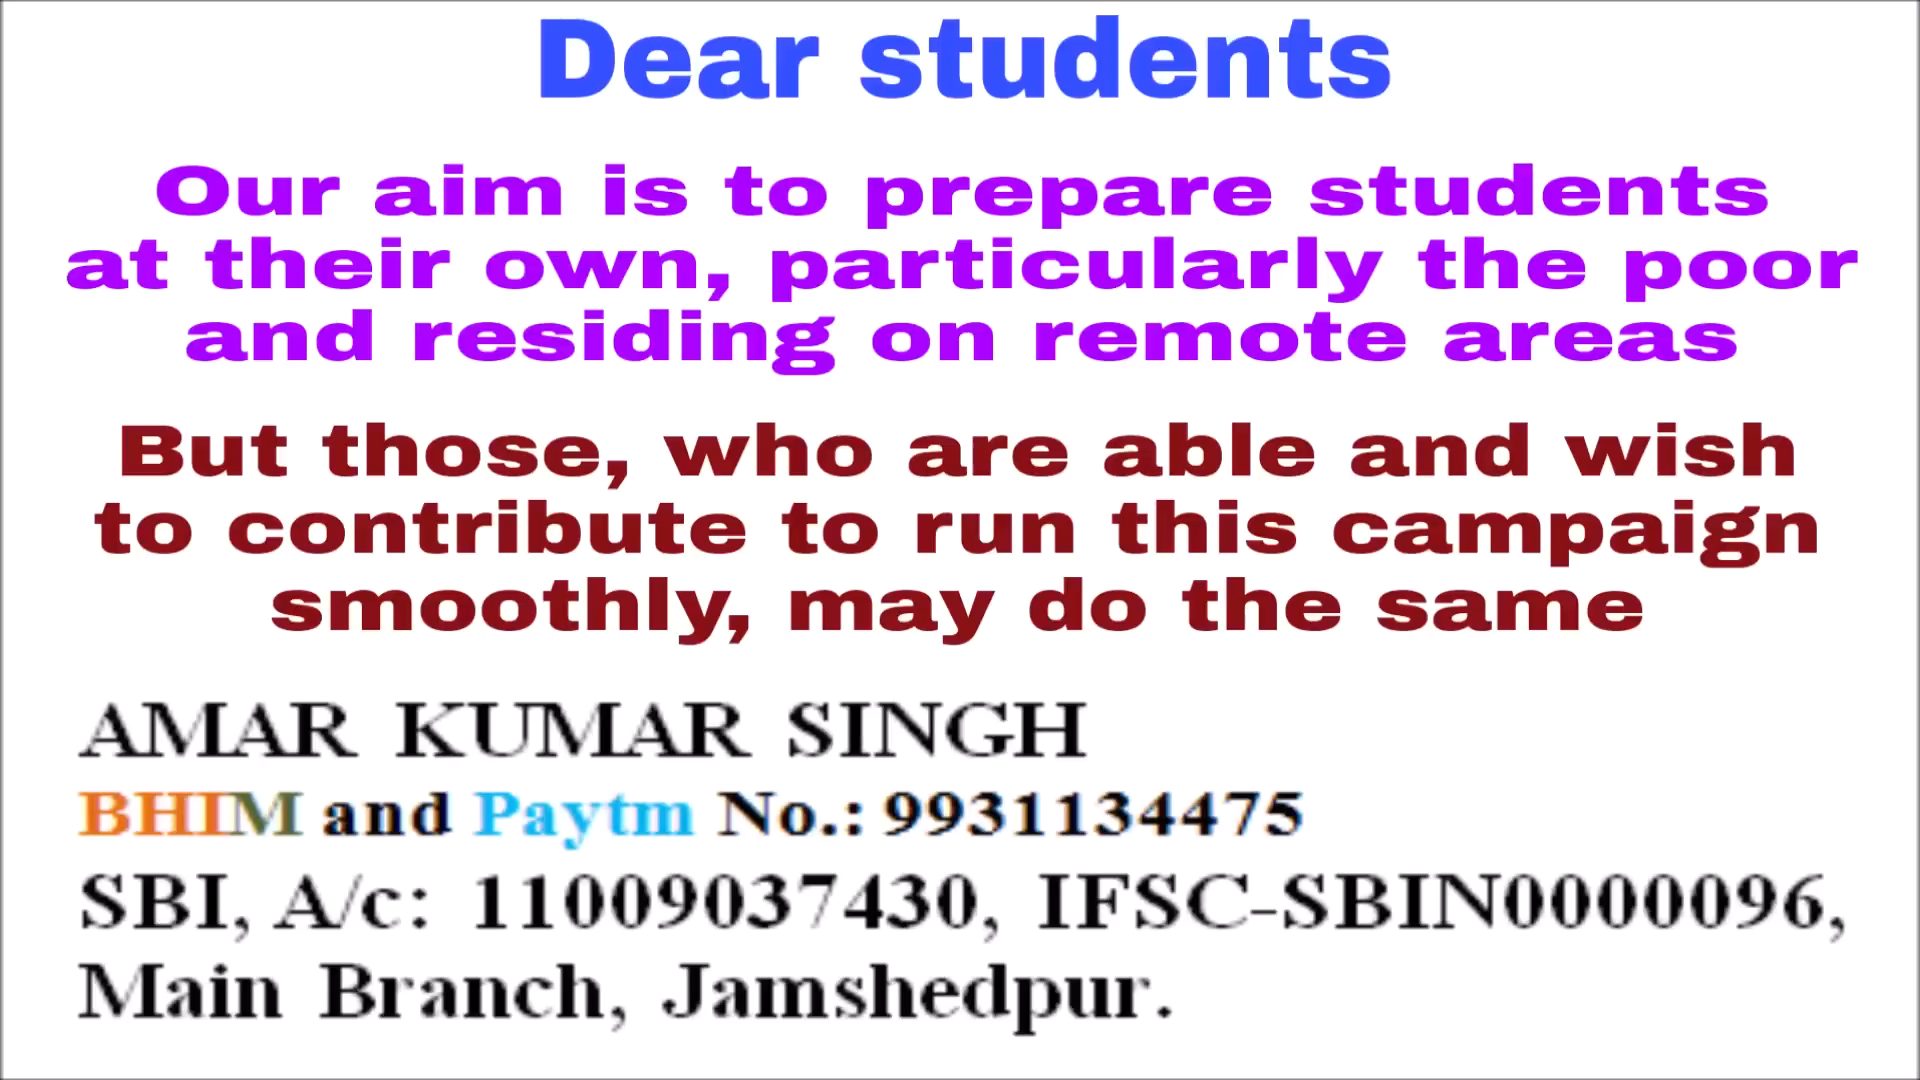 Dear students
Our aim is to prepare students
at their own, particularly the poor
and residing on remote areas
But those, who are able and wish
to contribute to run this campaign
smoothly, may do the same
AMAR KUMAR SINGH
BHIM and Paytm No.: 9931134475
SBI, A/c: 11009037430, IFSC-SBIN0000096,
Main Branch, Jamshedpur.